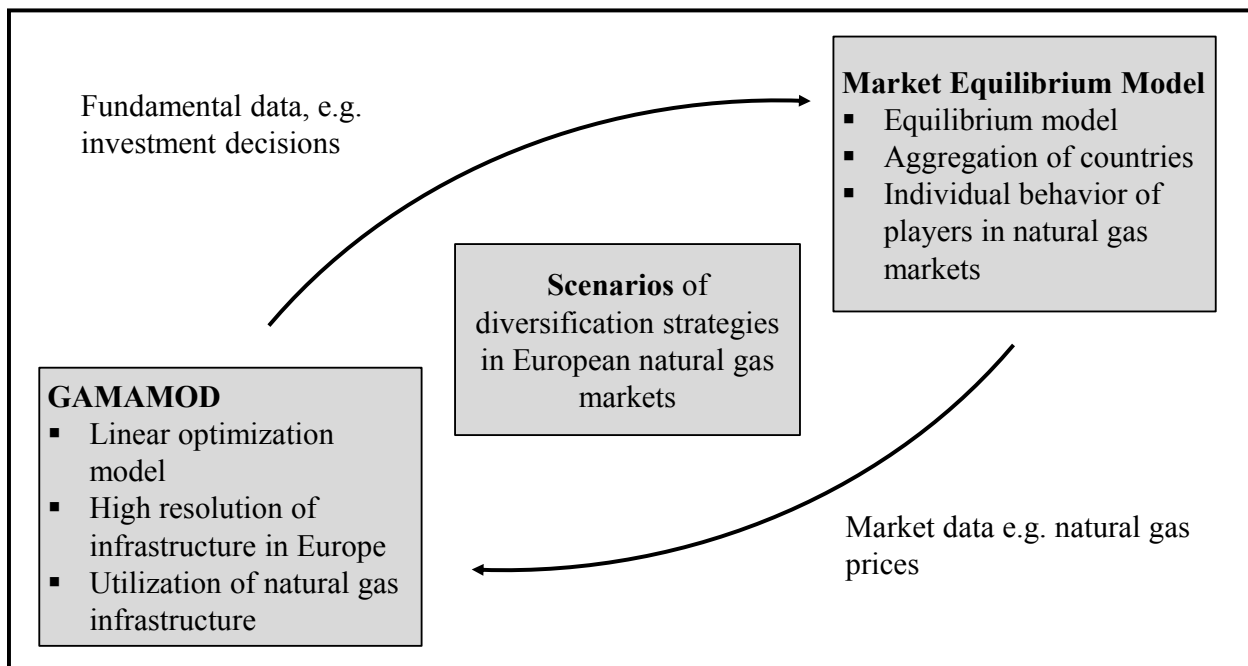 Fundamental data, e.g.
investment decisions
Market Equilibrium Model
▪ Equilibrium model
▪ Aggregation of countries
▪ Individual behavior of
players in natural gas
markets
Scenarios of
diversification strategies
in European natural gas
markets
GAMAMOD
▪ Linear optimization
model
▪ High resolution of
infrastructure in Europe
▪ Utilization of natural gas
infrastructure
Market data e.g. natural gas
prices